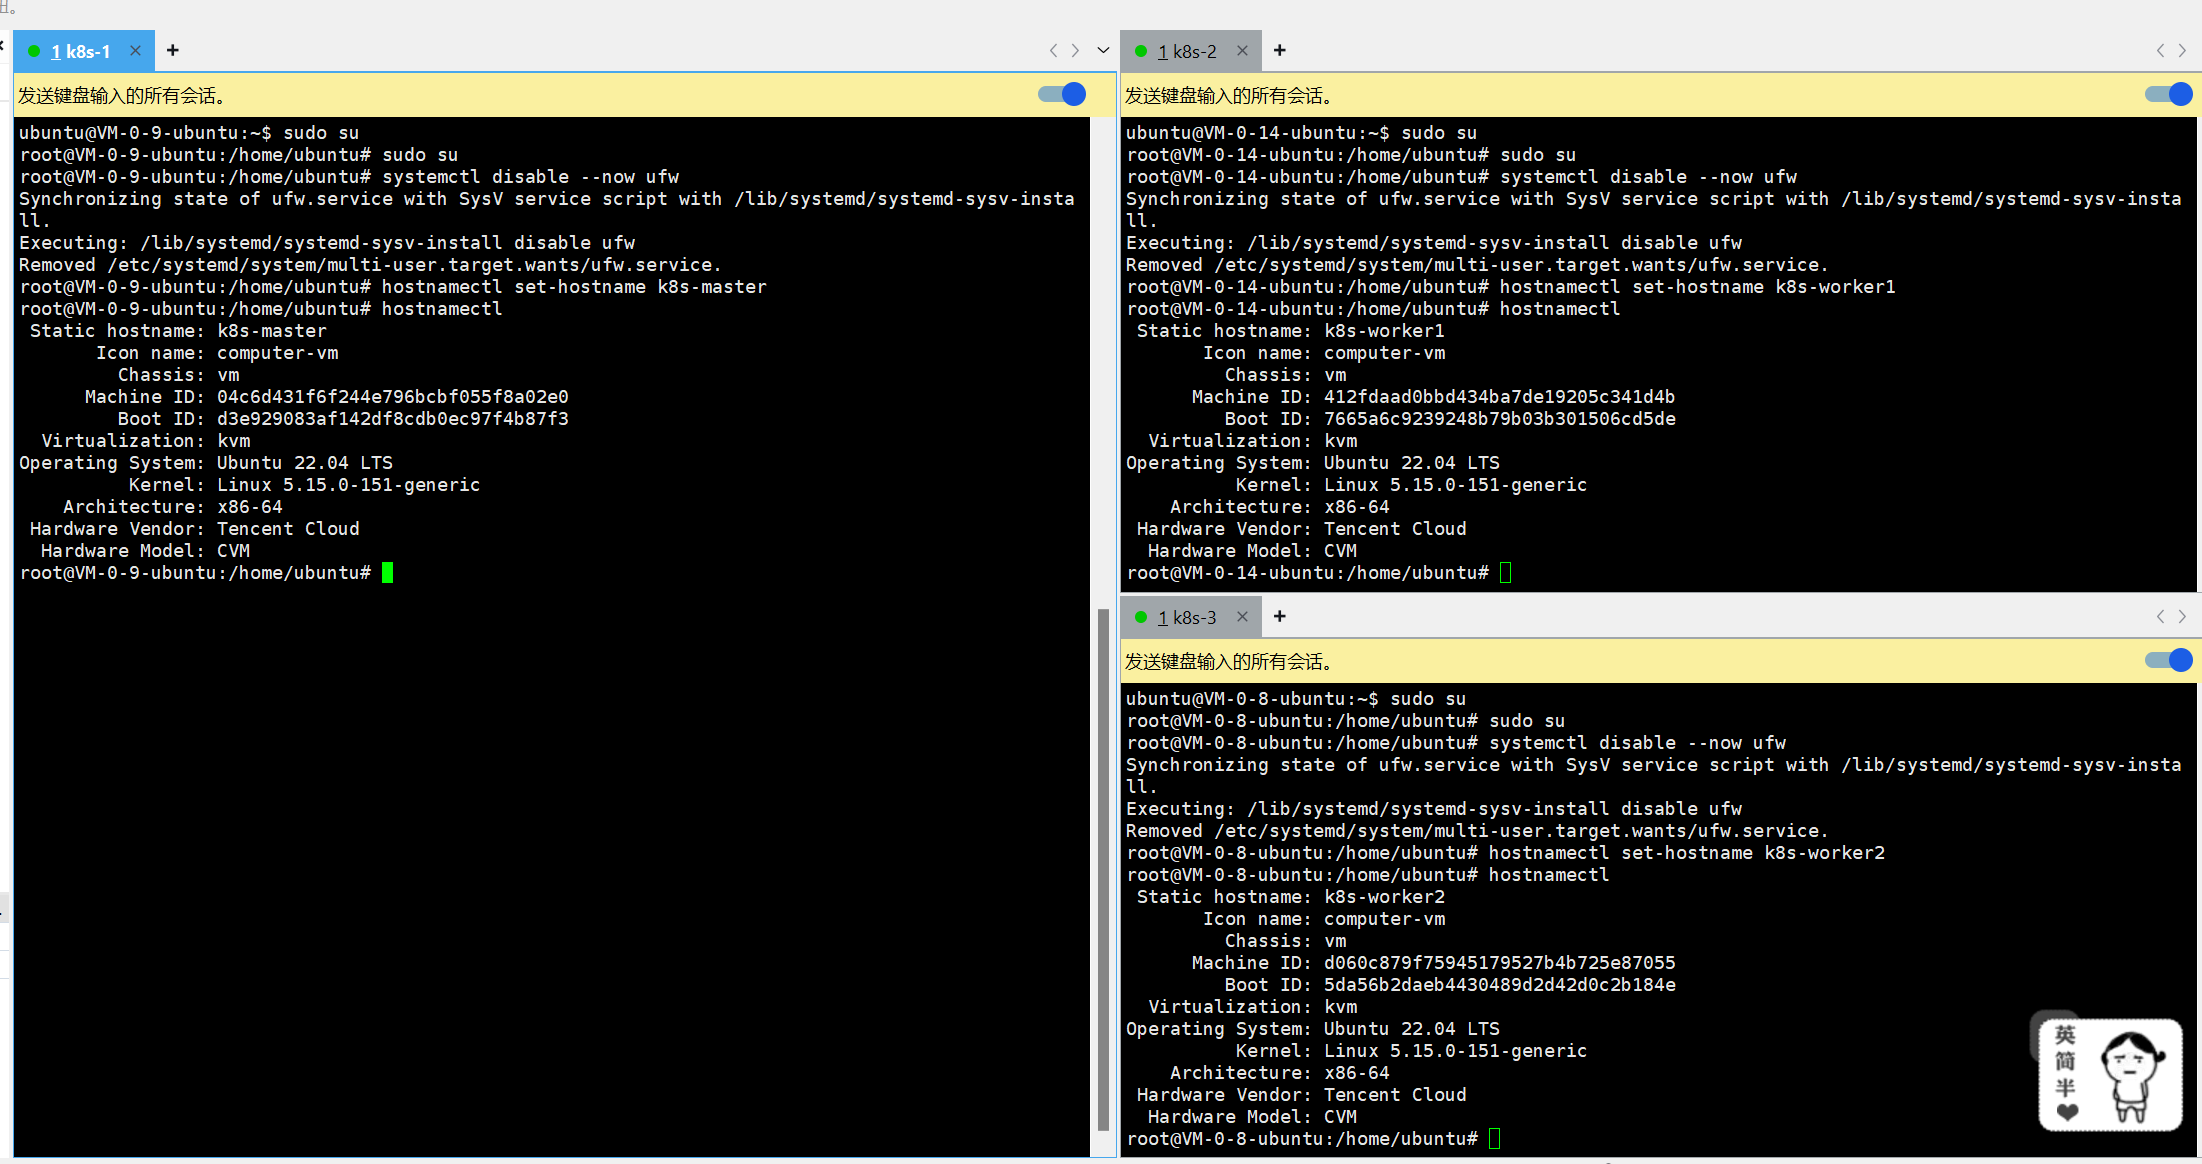 1 k8s-1
发送键盘输入的所有会话。
ubuntu@VM-0-9-ubuntu:~$ sudo su
root@VM-0-9-ubuntu:/home/ubuntu# sudo su
root@VM-0-9-ubuntu:/home/ubuntu# systemctl disable --now ufw
Synchronizing state of ufw.service with SysV service script with /lib/systemd/systemd-sysv-insta
ll.
Executing: /lib/systemd/systemd-sysv-install disable ufw
Removed /etc/systemd/system/multi-user.target.wants/ufw.service.
root@VM-0-9-ubuntu:/home/ubuntu# hostnamectl set-hostname k8s-master
root@VM-0-9-ubuntu:/home/ubuntu# hostnamectl
Static hostname: k8s-master
Icon name: computer-vm
Chassis: vm
Machine ID: 04c6d431f6f244e796bcbf055f8a02e0
Boot ID: d3e929083af142df8cdb0ec97f4b87f3
Virtualization: kvm
Operating System: Ubuntu 22.04 LTS
Kernel: Linux 5.15.0-151-generic
Architecture: x86-64
Hardware Vendor: Tencent Cloud
Hardware Model: CVM
root@VM-0-9-ubuntu:/home/ubuntu#
1 k8s-2
发送键盘输入的所有会话。
ubuntu@VM-0-14-ubuntu:~$ sudo su
root@VM-0-14-ubuntu:/home/ubuntu# sudo su
root@VM-0-14-ubuntu:/home/ubuntu# systemctl disable --now ufw
Synchronizing state of ufw.service with SysV service script with /lib/systemd/systemd-sysv-insta
ll.
Executing: /lib/systemd/systemd-sysv-install disable ufw
Removed /etc/systemd/system/multi-user.target.wants/ufw.service.
root@VM-0-14-ubuntu:/home/ubuntu# hostnamectl set-hostname k8s-worker1
root@VM-0-14-ubuntu:/home/ubuntu# hostnamectl
Static hostname: k8s-worker1
Icon name: computer-vm
Chassis: vm
Machine ID: 412fdaad0bbd434ba7de19205c341d4b
Boot ID: 7665a6c9239248b79b03b301506cd5de
Virtualization: kvm
Operating System: Ubuntu 22.04 LTS
Kernel: Linux 5.15.0-151-generic
Architecture: x86-64
Hardware Vendor: Tencent Cloud
Hardware Model: CVM
root@VM-0-14-ubuntu:/home/ubuntu#
1 k8s-3
发送键盘输入的所有会话。
ubuntu@VM-0-8-ubuntu:~$ sudo su
root@VM-0-8-ubuntu:/home/ubuntu# sudo su
root@VM-0-8-ubuntu:/home/ubuntu# systemctl disable --now ufw
Synchronizing state of ufw.service with SysV service script with /lib/systemd/systemd-sysv-insta
ll.
Executing: /lib/systemd/systemd-sysv-install disable ufw
Removed /etc/systemd/system/multi-user.target.wants/ufw.service.
root@VM-0-8-ubuntu:/home/ubuntu# hostnamectl set-hostname k8s-worker2
root@VM-0-8-ubuntu:/home/ubuntu# hostnamectl
Static hostname: k8s-worker2
Icon name: computer-vm
Chassis: vm
Machine ID: d060c879f75945179527b4b725e87055
Boot ID: 5da56b2daeb4430489d2d42d0c2b184e
Virtualization: kvm
Operating System: Ubuntu 22.04 LTS
Kernel: Linux 5.15.0-151-generic
Architecture: x86-64
Hardware Vendor: Tencent Cloud
Hardware Model: CVM
root@VM-0-8-ubuntu:/home/ubuntu#
英
简
半